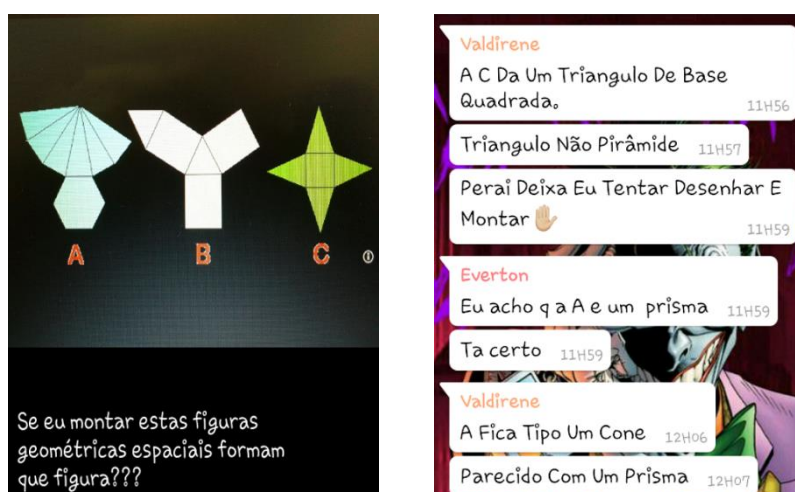 A
B
C
Se eu montar estas figuras
geométricas espaciais formam
que figura???
Valdirene
A C Da Um Triangulo De Base
Quadrada.
11H56
Triangulo Não Pirâmide 11H57
Perai Deixa Eu Tentar Desenhar E
Montar✋🏼
11H59
Everton
Eu acho q a A e um prisma 11H59
Ta certo 11H59
Valdirene
A Fica Tipo Um Cone 12H06
Parecido Com Um Prisma 12H07